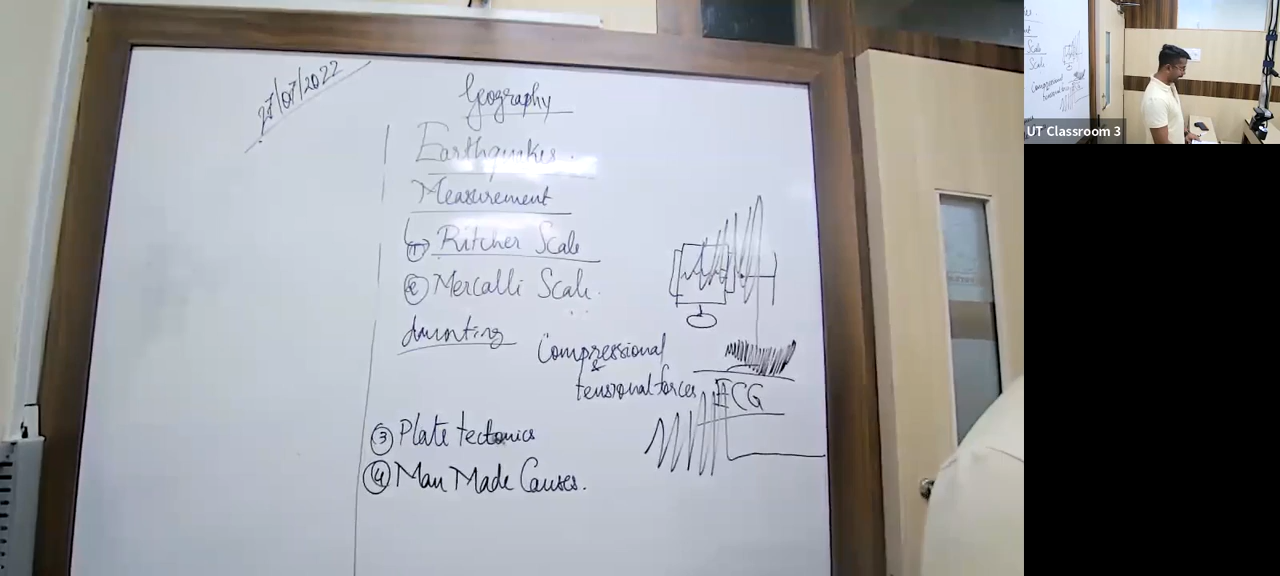 27/07/2022
Geography
Earthquakes.
Measurement
① Ritcher Scale
② Mercalli Scale.
daunting
Compressional
&
tensional forces
ECG
③ Plate tectonics
④ Man Made Causes.
UT Classroom 3